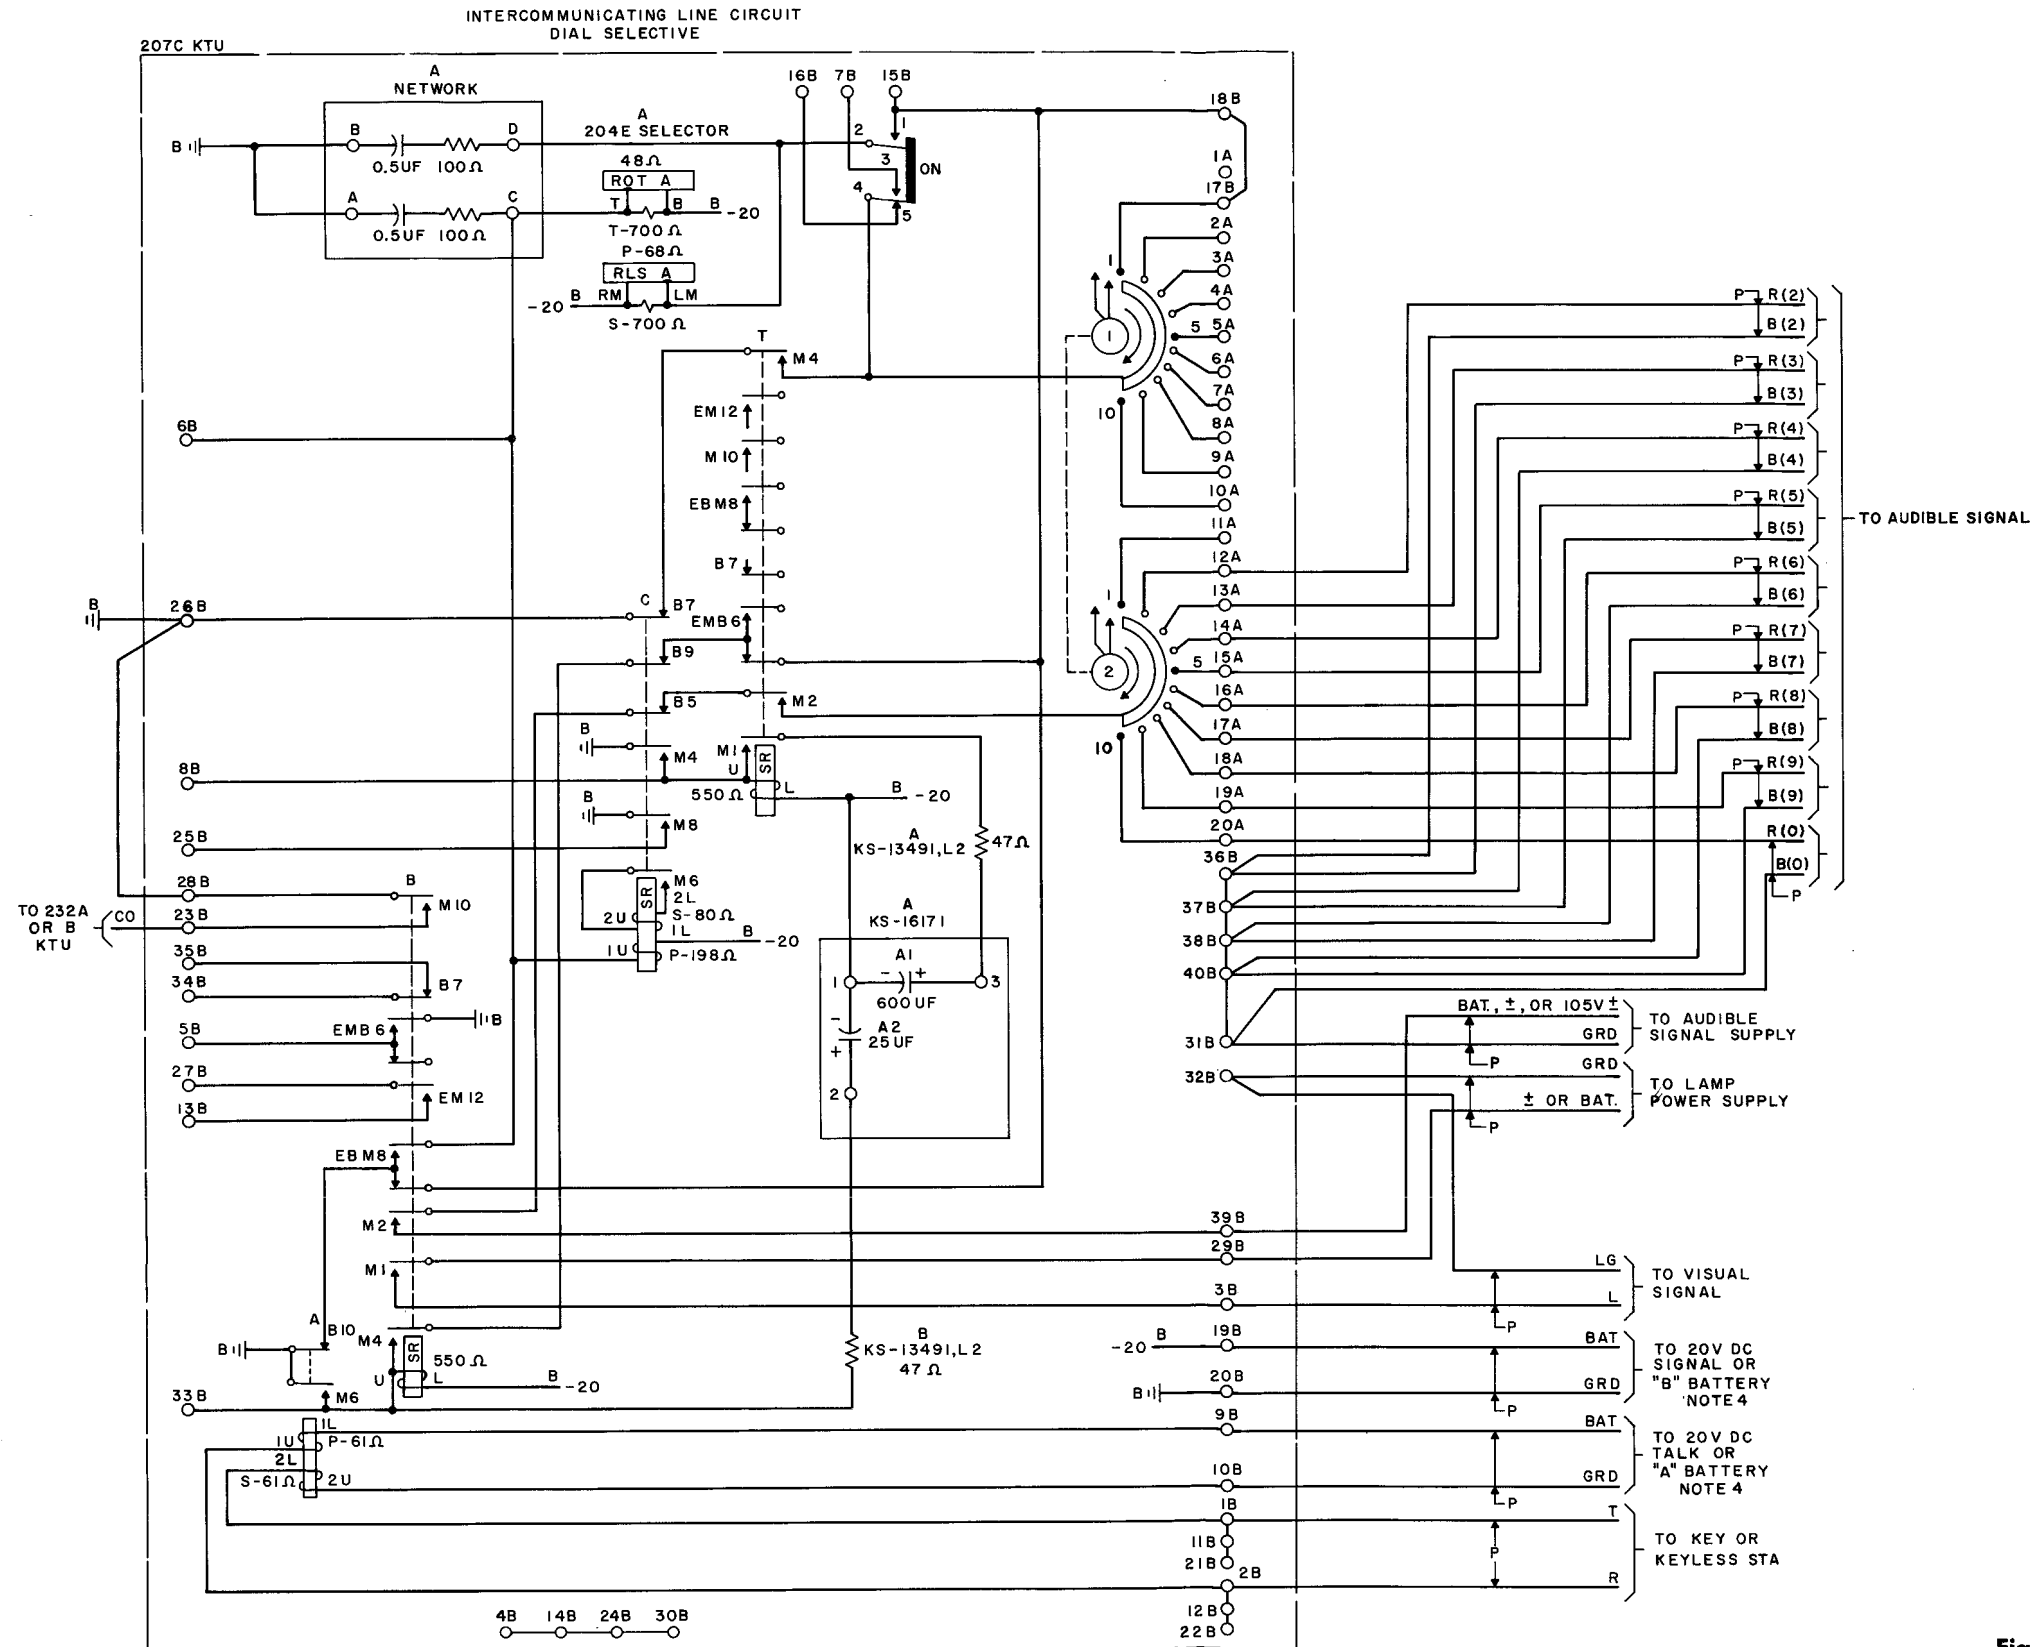 INTERCOMMUNICATING LINE CIRCUIT
DIAL SELECTIVE
207C KTU
A
NETWORK
16B 7B 15B
18B
A
204E SELECTOR
B
B
D
0.5UF 100Ω
2
1
3
ON
4
5
48Ω
ROT A
T
B
B
-20
T-700Ω
A
C
0.5UF 100Ω
P-68Ω
RLS A
-20
B
RM
LM
S-700Ω
1A
17B
2A
3A
4A
5A
6A
7A
8A
9A
10A
1
1
5
10
T
M4
EM12
M10
EBM8
B7
EMB6
M2
M1
U
SR
550Ω
L
B
-20
6B
B
26B
C
B7
B9
B5
B
M4
8B
B
M8
25B
M6
2L
SR
2U
S-80Ω
1L
B
-20
1U
P-198Ω
11A
12A
13A
14A
15A
16A
17A
18A
19A
20A
1
2
5
10
36B
37B
38B
40B
31B
32B
P R(2)
B(2)
P R(3)
B(3)
P R(4)
B(4)
P R(5)
B(5)
P R(6)
B(6)
P R(7)
B(7)
P R(8)
B(8)
P R(9)
B(9)
R(0)
B(0)
P
TO AUDIBLE SIGNAL
A
KS-13491,L2
47Ω
A
KS-16171
A1
1
-
+
3
600UF
-
A2
25UF
+
2
28B
B
M10
TO 232A
OR B
KTU
CO
23B
35B
34B
B7
5B
EMB6
B
27B
13B
EM12
EBM8
M2
M1
39B
29B
3B
BAT., ±, OR 105V ±
GRD
P
TO AUDIBLE
SIGNAL SUPPLY
GRD
± OR BAT.
P
TO LAMP
POWER SUPPLY
LG
L
P
TO VISUAL
SIGNAL
A
B10
M4
B
SR
550Ω
U
L
B
-20
33B
M6
B
KS-13491,L2
47Ω
-20
B
19B
BAT
B
20B
GRD
P
TO 20V DC
SIGNAL OR
"B" BATTERY
NOTE 4
1L
1U
P-61Ω
2L
S-61Ω
2U
9B
BAT
10B
GRD
P
TO 20V DC
TALK OR
"A" BATTERY
NOTE 4
1B
T
11B
21B
P
2B
R
12B
22B
TO KEY OR
KEYLESS STA
4B 14B 24B 30B